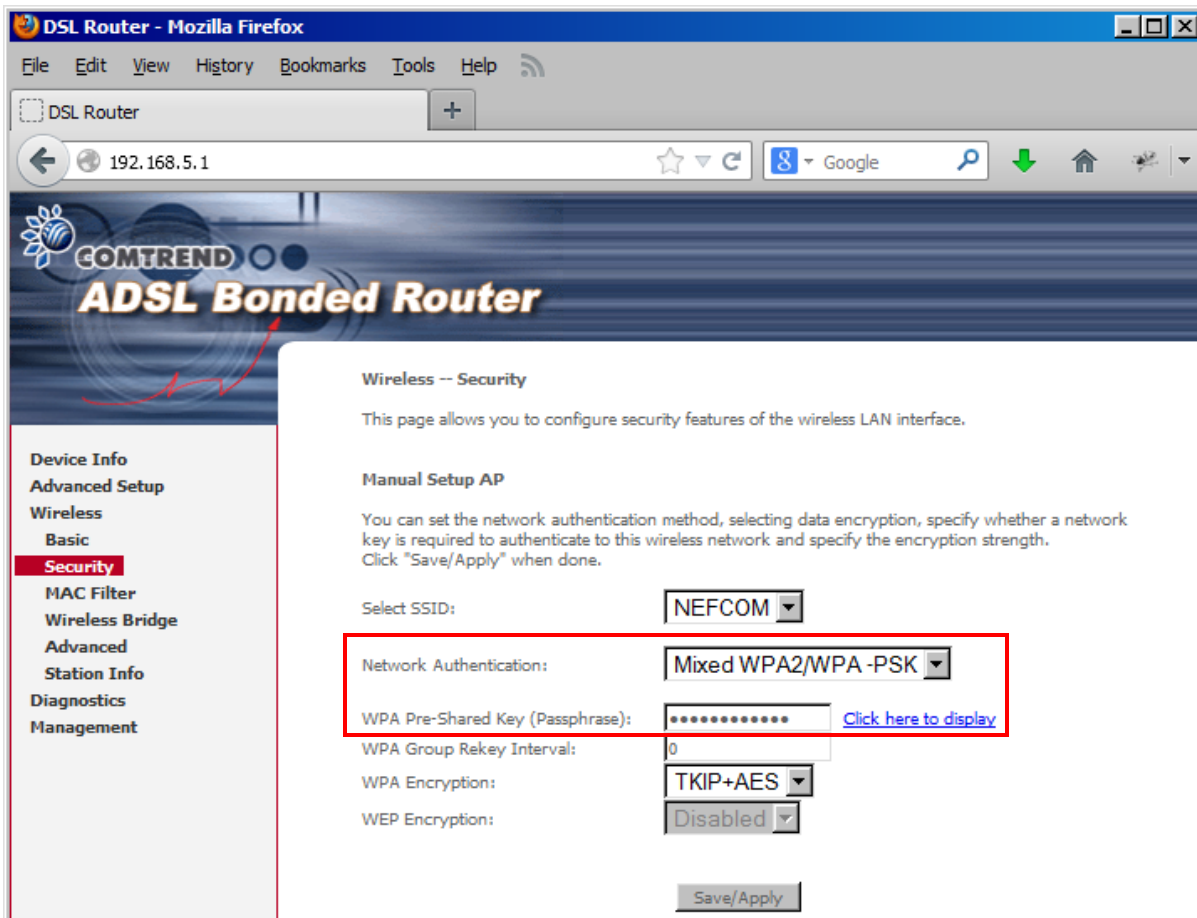 DSL Router - Mozilla Firefox
File Edit View History Bookmarks Tools Help
DSL Router
192.168.5.1
Google
COMTREND
ADSL Bonded Router
Device Info
Advanced Setup
Wireless
Basic
Security
MAC Filter
Wireless Bridge
Advanced
Station Info
Diagnostics
Management
Wireless -- Security
This page allows you to configure security features of the wireless LAN interface.
Manual Setup AP
You can set the network authentication method, selecting data encryption, specify whether a network
key is required to authenticate to this wireless network and specify the encryption strength.
Click "Save/Apply" when done.
Select SSID: NEFCOM
Network Authentication: Mixed WPA2/WPA -PSK
WPA Pre-Shared Key (Passphrase): •••••••••••• Click here to display
WPA Group Rekey Interval: 0
WPA Encryption: TKIP+AES
WEP Encryption: Disabled
Save/Apply